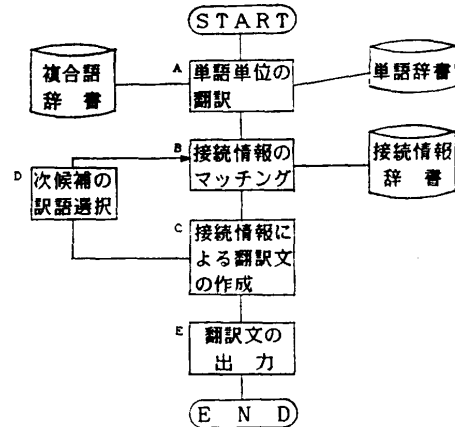 START
複合語
辞書
A
単語単位の
翻訳
単語辞書
B
接続情報の
マッチング
接続情報
辞書
D
次候補の
訳語選択
C
接続情報に
よる翻訳文
の作成
E
翻訳文の
出力
END